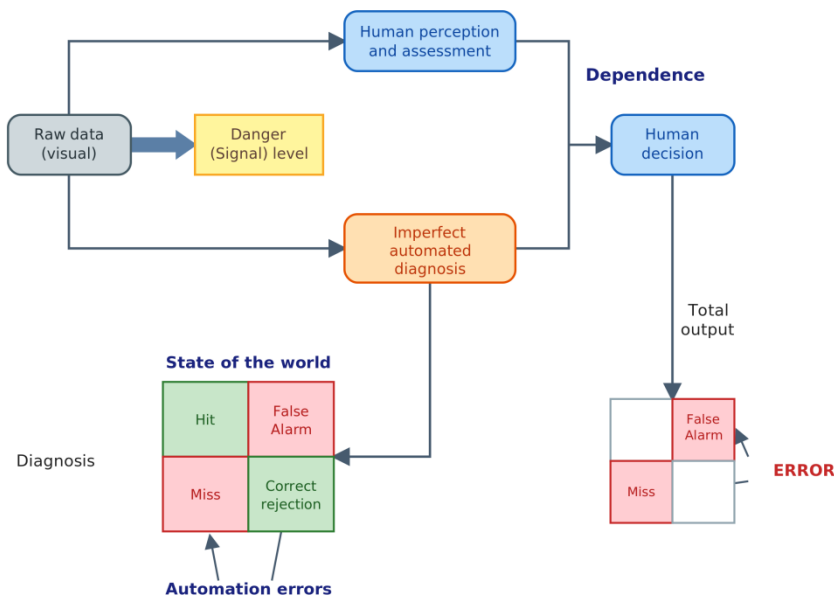 Human perception
and assessment
Dependence
Raw data
(visual)
Danger
(Signal) level
Human
decision
Imperfect
automated
diagnosis
Total
output
State of the world
Hit
False
Alarm
Miss
Correct
rejection
Diagnosis
False
Alarm
Miss
ERROR
Automation errors